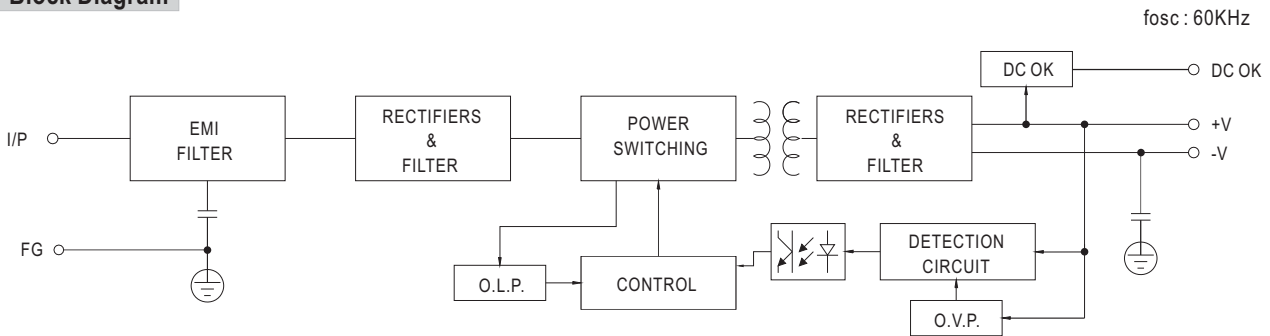 Block Diagram
fosc : 60KHz
DC OK
DC OK
I/P
EMI
FILTER
RECTIFIERS
&
FILTER
POWER
SWITCHING
RECTIFIERS
&
FILTER
+V
-V
FG
O.L.P.
CONTROL
DETECTION
CIRCUIT
O.V.P.